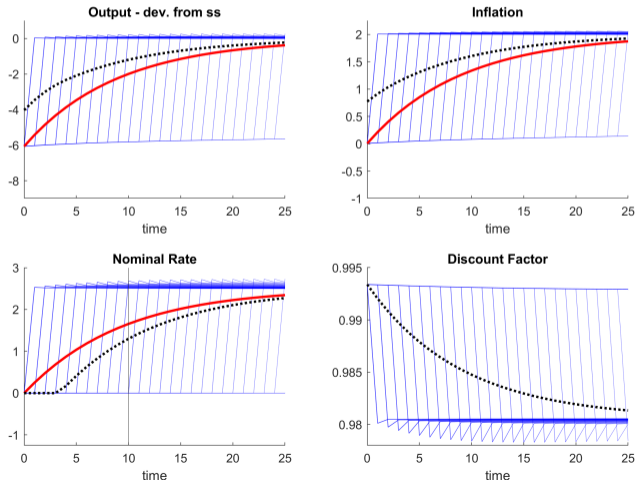 Output - dev. from ss
0
-2
-4
-6
-8
0 5 10 15 20 25
time
Inflation
2
1.5
1
0.5
0
-0.5
-1
0 5 10 15 20 25
time
Nominal Rate
3
2
1
0
-1
0 5 10 15 20 25
time
Discount Factor
0.995
0.99
0.985
0.98
0 5 10 15 20 25
time